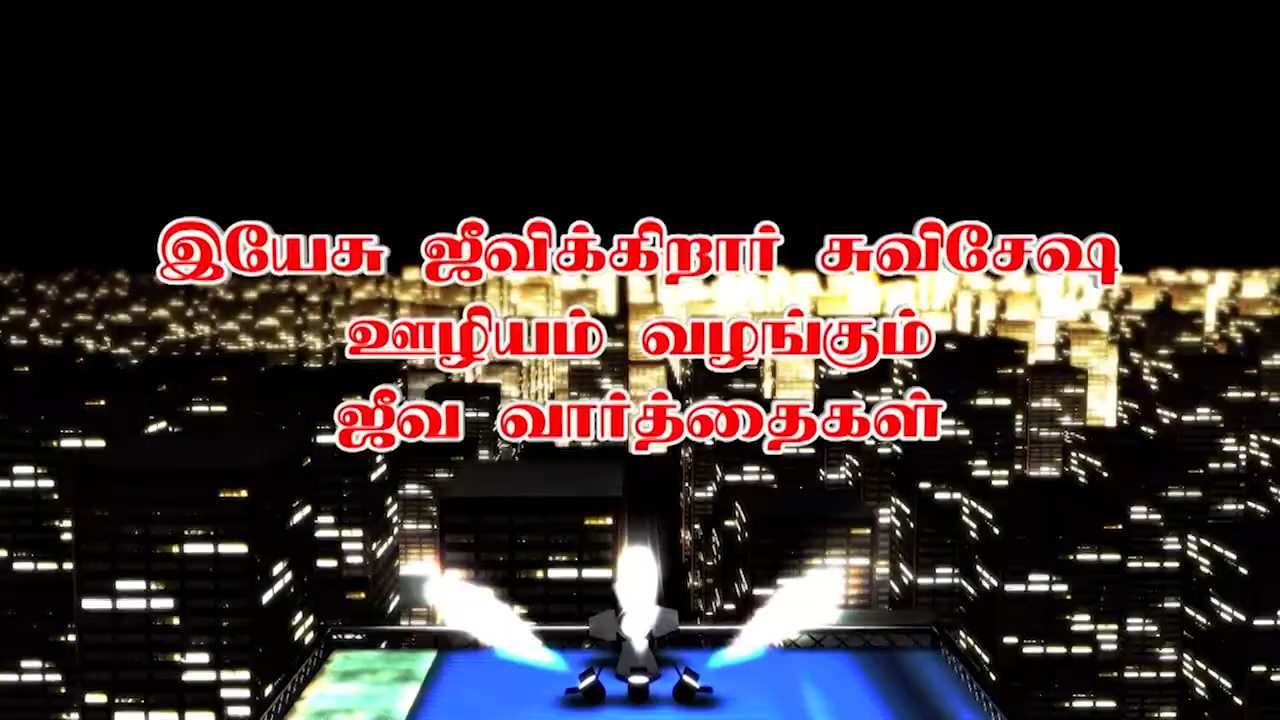 இயேசு ஜீவிக்கிறார் சுவிசேஷ
ஊழியம் வழங்கும்
ஜீவ வார்த்தைகள்